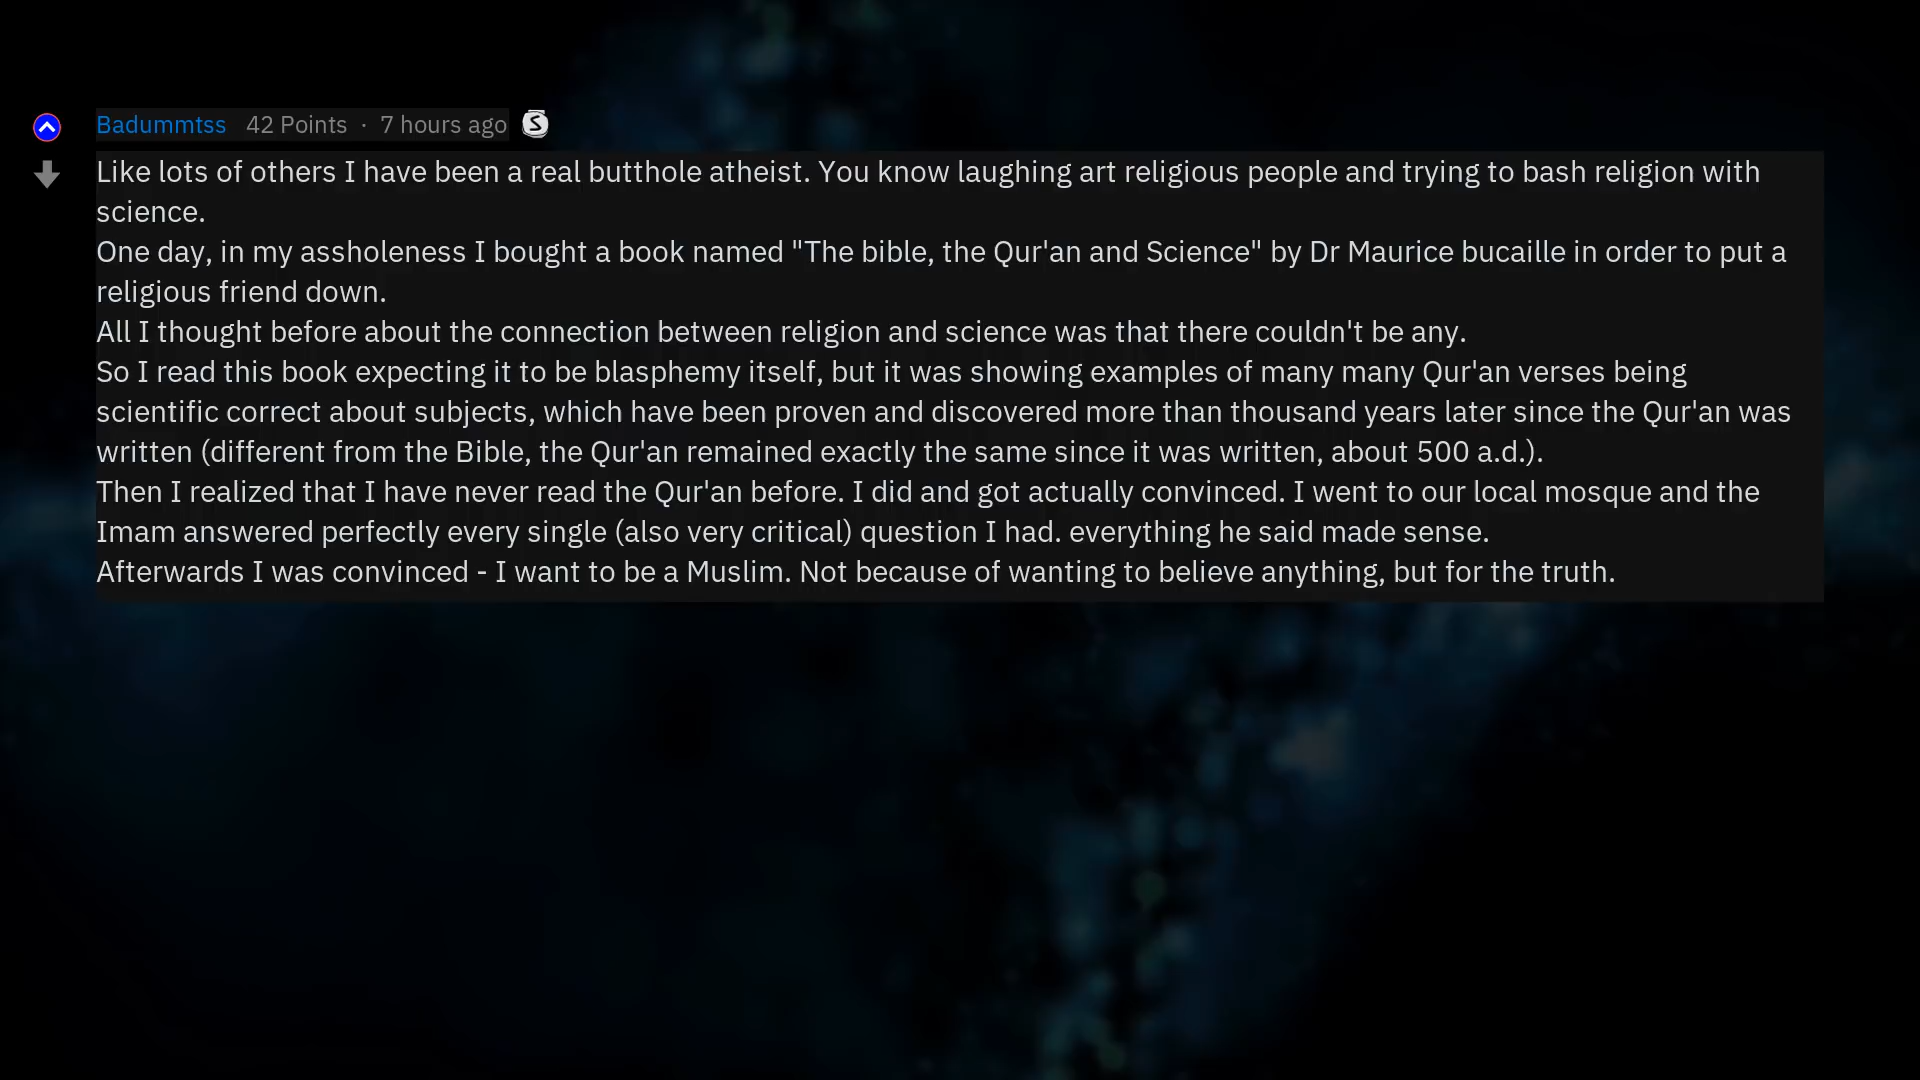 Badummtss 42 Points · 7 hours ago S
Like lots of others I have been a real butthole atheist. You know laughing art religious people and trying to bash religion with
science.
One day, in my assholeness I bought a book named "The bible, the Qur'an and Science" by Dr Maurice bucaille in order to put a
religious friend down.
All I thought before about the connection between religion and science was that there couldn't be any.
So I read this book expecting it to be blasphemy itself, but it was showing examples of many many Qur'an verses being
scientific correct about subjects, which have been proven and discovered more than thousand years later since the Qur'an was
written (different from the Bible, the Qur'an remained exactly the same since it was written, about 500 a.d.).
Then I realized that I have never read the Qur'an before. I did and got actually convinced. I went to our local mosque and the
Imam answered perfectly every single (also very critical) question I had. everything he said made sense.
Afterwards I was convinced - I want to be a Muslim. Not because of wanting to believe anything, but for the truth.